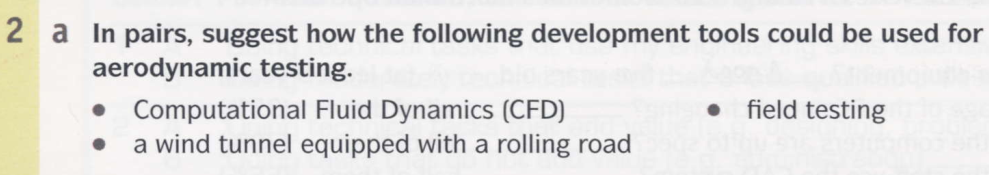 2 a In pairs, suggest how the following development tools could be used for
aerodynamic testing.
• Computational Fluid Dynamics (CFD) • field testing
• a wind tunnel equipped with a rolling road